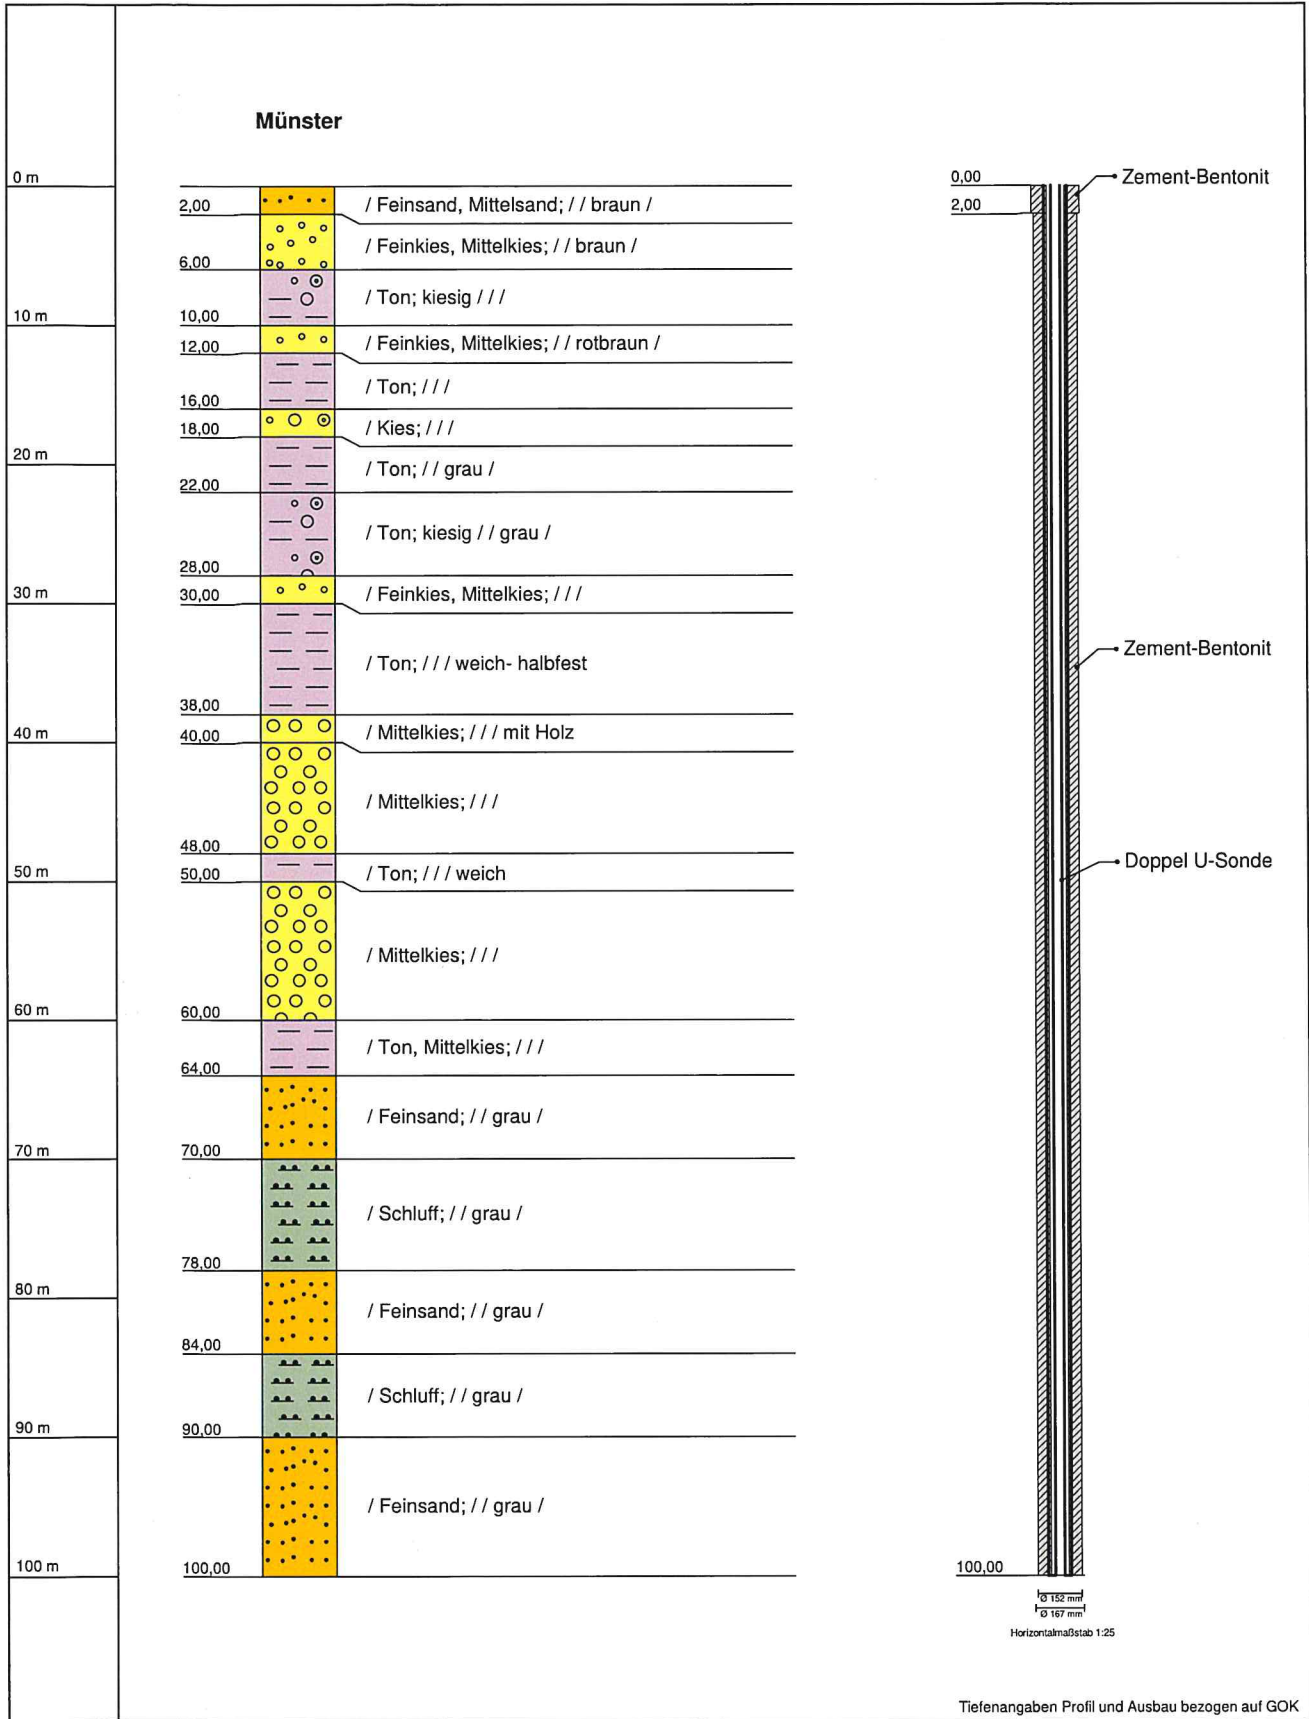 Münster
0 m
10 m
20 m
30 m
40 m
50 m
60 m
70 m
80 m
90 m
100 m
2,00
/ Feinsand, Mittelsand; / / braun /
6,00
/ Feinkies, Mittelkies; / / braun /
10,00
/ Ton; kiesig / / /
12,00
/ Feinkies, Mittelkies; / / rotbraun /
16,00
/ Ton; / / /
18,00
/ Kies; / / /
22,00
/ Ton; / / grau /
28,00
/ Ton; kiesig / / grau /
30,00
/ Feinkies, Mittelkies; / / /
38,00
/ Ton; / / / weich- halbfest
40,00
/ Mittelkies; / / / mit Holz
48,00
/ Mittelkies; / / /
50,00
/ Ton; / / / weich
60,00
/ Mittelkies; / / /
64,00
/ Ton, Mittelkies; / / /
70,00
/ Feinsand; / / grau /
78,00
/ Schluff; / / grau /
84,00
/ Feinsand; / / grau /
90,00
/ Schluff; / / grau /
100,00
/ Feinsand; / / grau /
0,00
2,00
Zement-Bentonit
Zement-Bentonit
Doppel U-Sonde
100,00
Ø 152 mm
Ø 167 mm
Horizontalmaßstab 1:25
Tiefenangaben Profil und Ausbau bezogen auf GOK